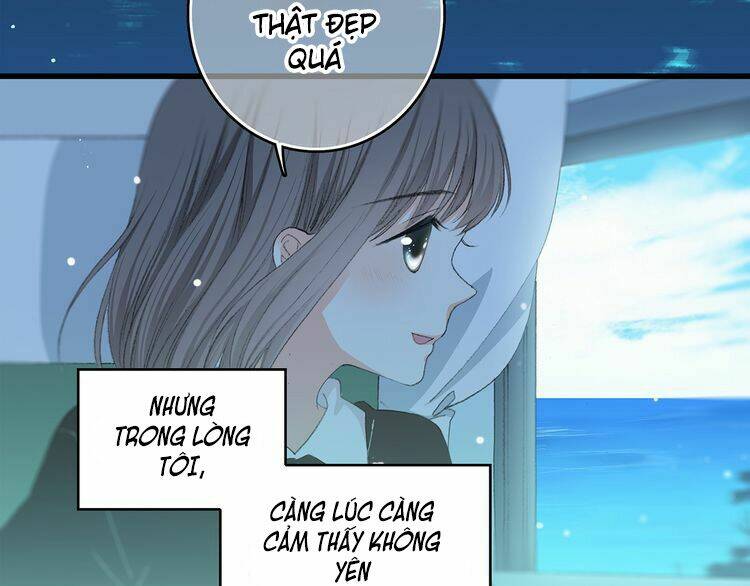 THẬT ĐẸP
QUÁ
NHƯNG
TRONG LÒNG
TÔI,
CÀNG LÚC CÀNG
CẢM THẤY KHÔNG
YÊN